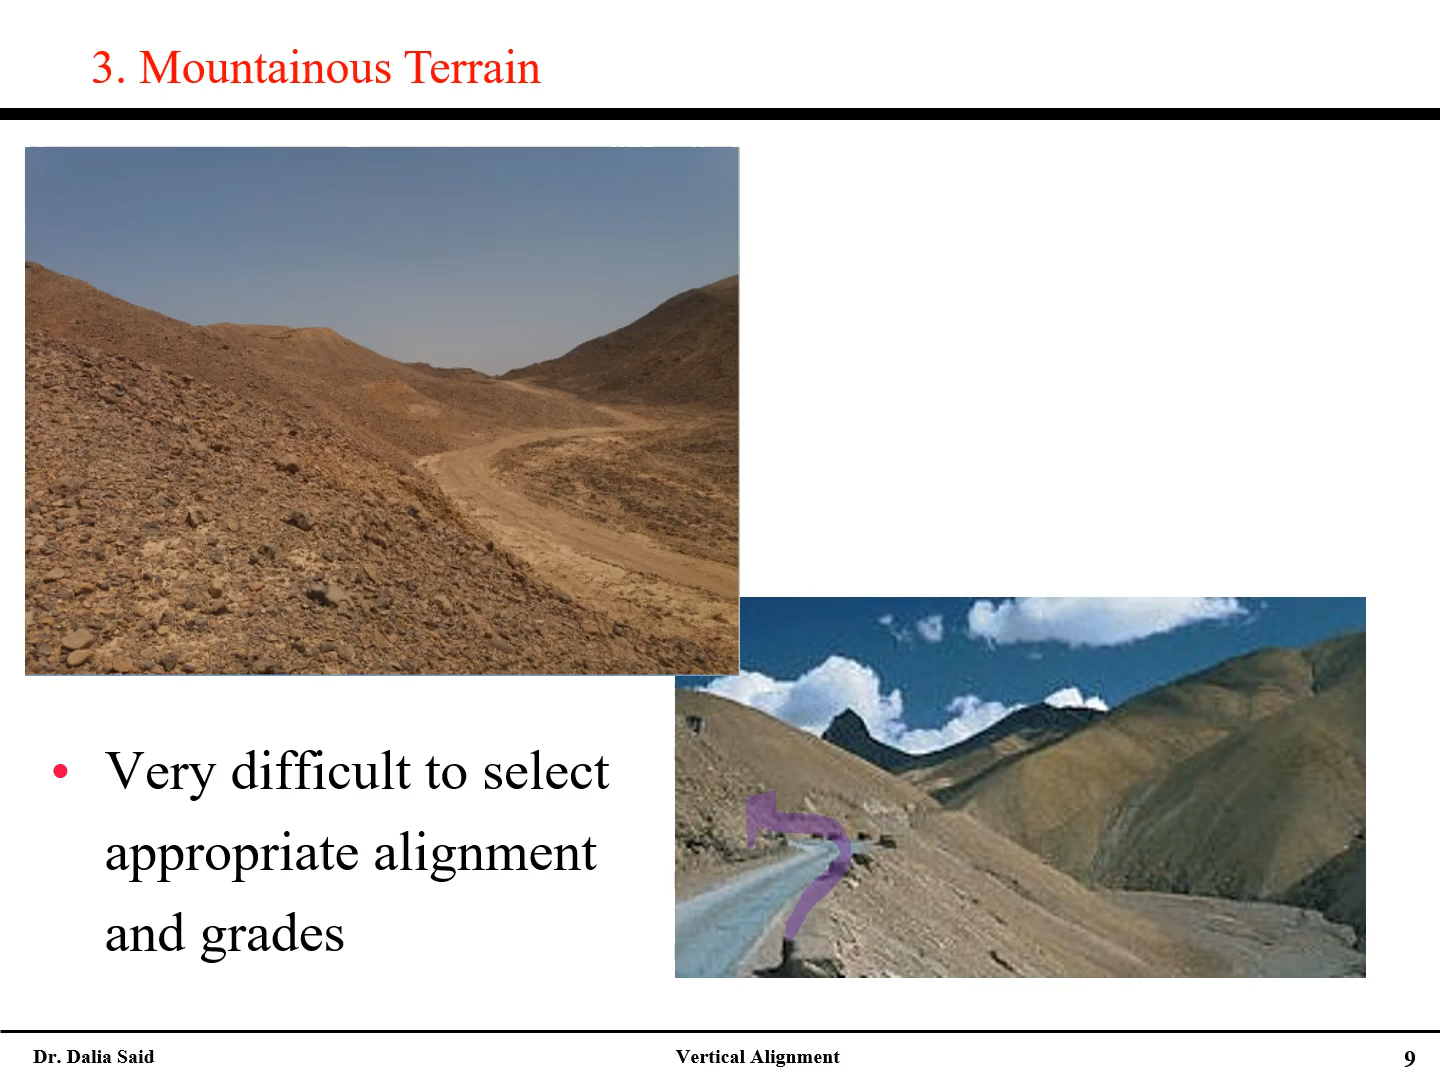 3. Mountainous Terrain
• Very difficult to select
appropriate alignment
and grades
Dr. Dalia Said
Vertical Alignment
9